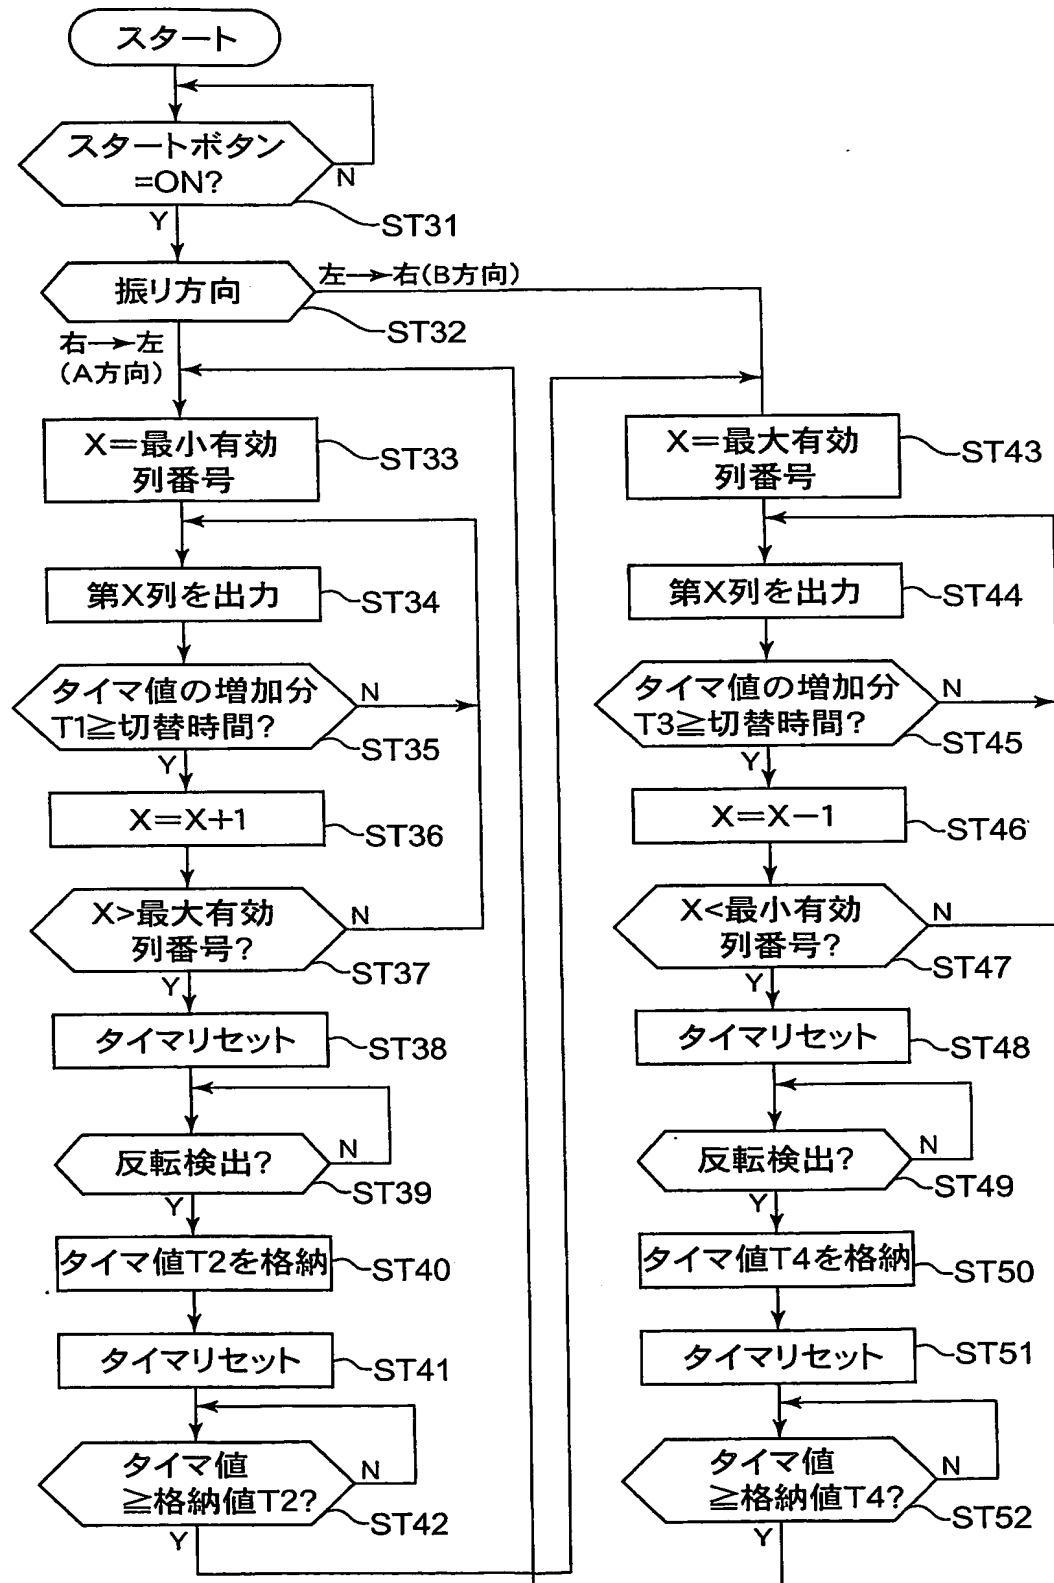 スタート
スタートボタン
=ON?
N
Y
ST31
振り方向
左→右(B方向)
ST32
右→左
(A方向)
X=最小有効
列番号
ST33
第X列を出力
ST34
タイマ値の増加分
T1≧切替時間?
N
Y
ST35
X=X+1
ST36
X>最大有効
列番号?
N
Y
ST37
タイマリセット
ST38
反転検出?
N
Y
ST39
タイマ値T2を格納
ST40
タイマリセット
ST41
タイマ値
≧格納値T2?
N
Y
ST42
X=最大有効
列番号
ST43
第X列を出力
ST44
タイマ値の増加分
T3≧切替時間?
N
Y
ST45
X=X−1
ST46
X<最小有効
列番号?
N
Y
ST47
タイマリセット
ST48
反転検出?
N
Y
ST49
タイマ値T4を格納
ST50
タイマリセット
ST51
タイマ値
≧格納値T4?
N
Y
ST52